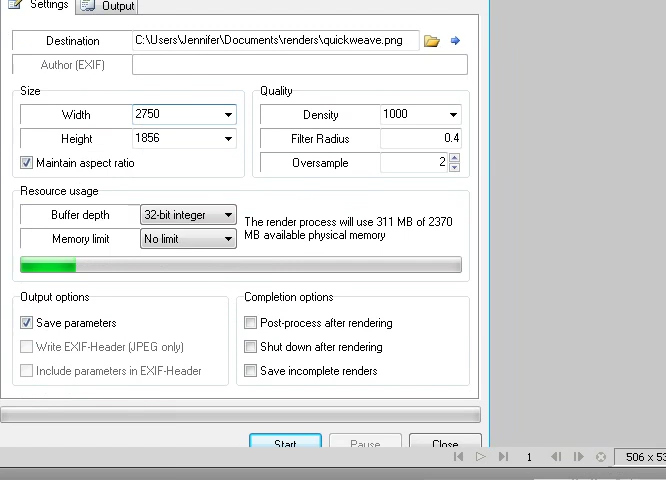 Settings
Output
Destination C:\Users\Jennifer\Documents\renders\quickweave.png
Author (EXIF)
Size
Width 2750
Height 1856
Maintain aspect ratio
Quality
Density 1000
Filter Radius 0.4
Oversample 2
Resource usage
Buffer depth 32-bit integer
Memory limit No limit
The render process will use 311 MB of 2370
MB available physical memory
Output options
Save parameters
Write EXIF-Header (JPEG only)
Include parameters in EXIF-Header
Completion options
Post-process after rendering
Shut down after rendering
Save incomplete renders
Start Pause Close
1
506 x 53